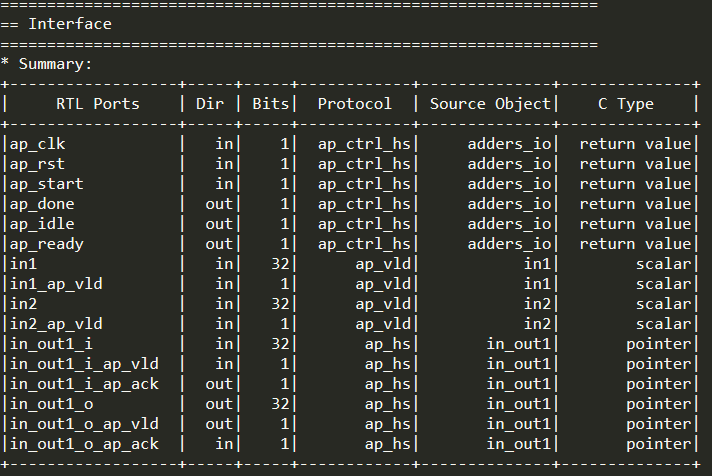 ================================================================
== Interface
================================================================
* Summary:
+-------------------+-----+-----+------------+--------------+--------------+
|     RTL Ports     | Dir | Bits|  Protocol  | Source Object|    C Type    |
+-------------------+-----+-----+------------+--------------+--------------+
|ap_clk             |   in|    1| ap_ctrl_hs|     adders_io|  return value|
|ap_rst             |   in|    1| ap_ctrl_hs|     adders_io|  return value|
|ap_start           |   in|    1| ap_ctrl_hs|     adders_io|  return value|
|ap_done            |  out|    1| ap_ctrl_hs|     adders_io|  return value|
|ap_idle            |  out|    1| ap_ctrl_hs|     adders_io|  return value|
|ap_ready           |  out|    1| ap_ctrl_hs|     adders_io|  return value|
|in1                |   in|   32|     ap_vld|           in1|        scalar|
|in1_ap_vld         |   in|    1|     ap_vld|           in1|        scalar|
|in2                |   in|   32|     ap_vld|           in2|        scalar|
|in2_ap_vld         |   in|    1|     ap_vld|           in2|        scalar|
|in_out1_i          |   in|   32|      ap_hs|       in_out1|       pointer|
|in_out1_i_ap_vld   |   in|    1|      ap_hs|       in_out1|       pointer|
|in_out1_i_ap_ack   |  out|    1|      ap_hs|       in_out1|       pointer|
|in_out1_o          |  out|   32|      ap_hs|       in_out1|       pointer|
|in_out1_o_ap_vld   |  out|    1|      ap_hs|       in_out1|       pointer|
|in_out1_o_ap_ack   |   in|    1|      ap_hs|       in_out1|       pointer|
+-------------------+-----+-----+------------+--------------+--------------+